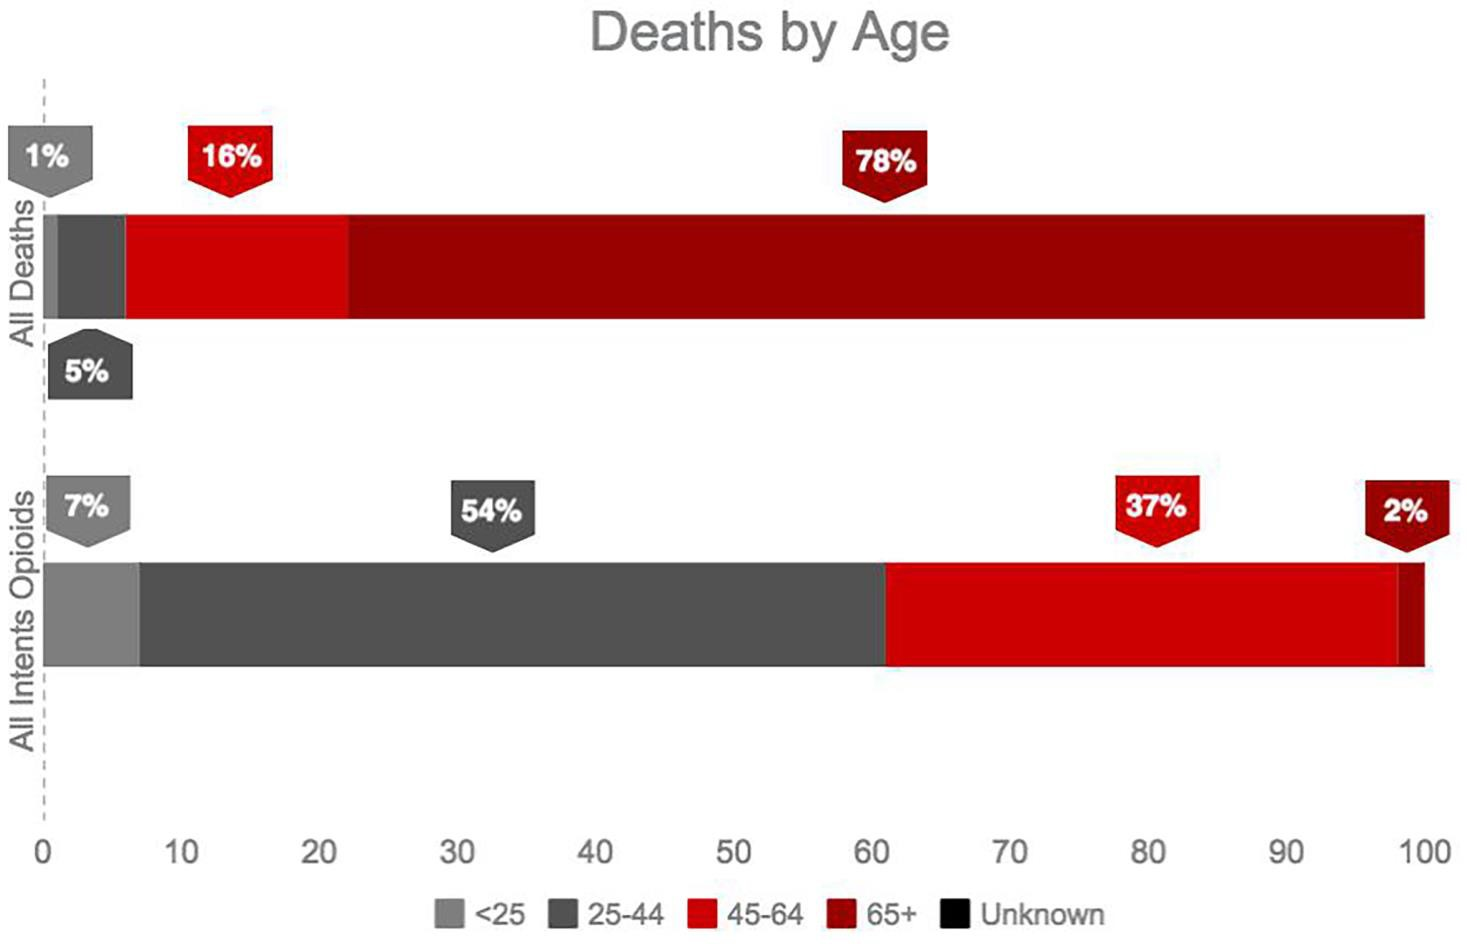 Deaths by Age
All Deaths
1%
16%
78%
5%
All Intents Opioids
7%
54%
37%
2%
0 10 20 30 40 50 60 70 80 90 100
<25 25-44 45-64 65+ Unknown